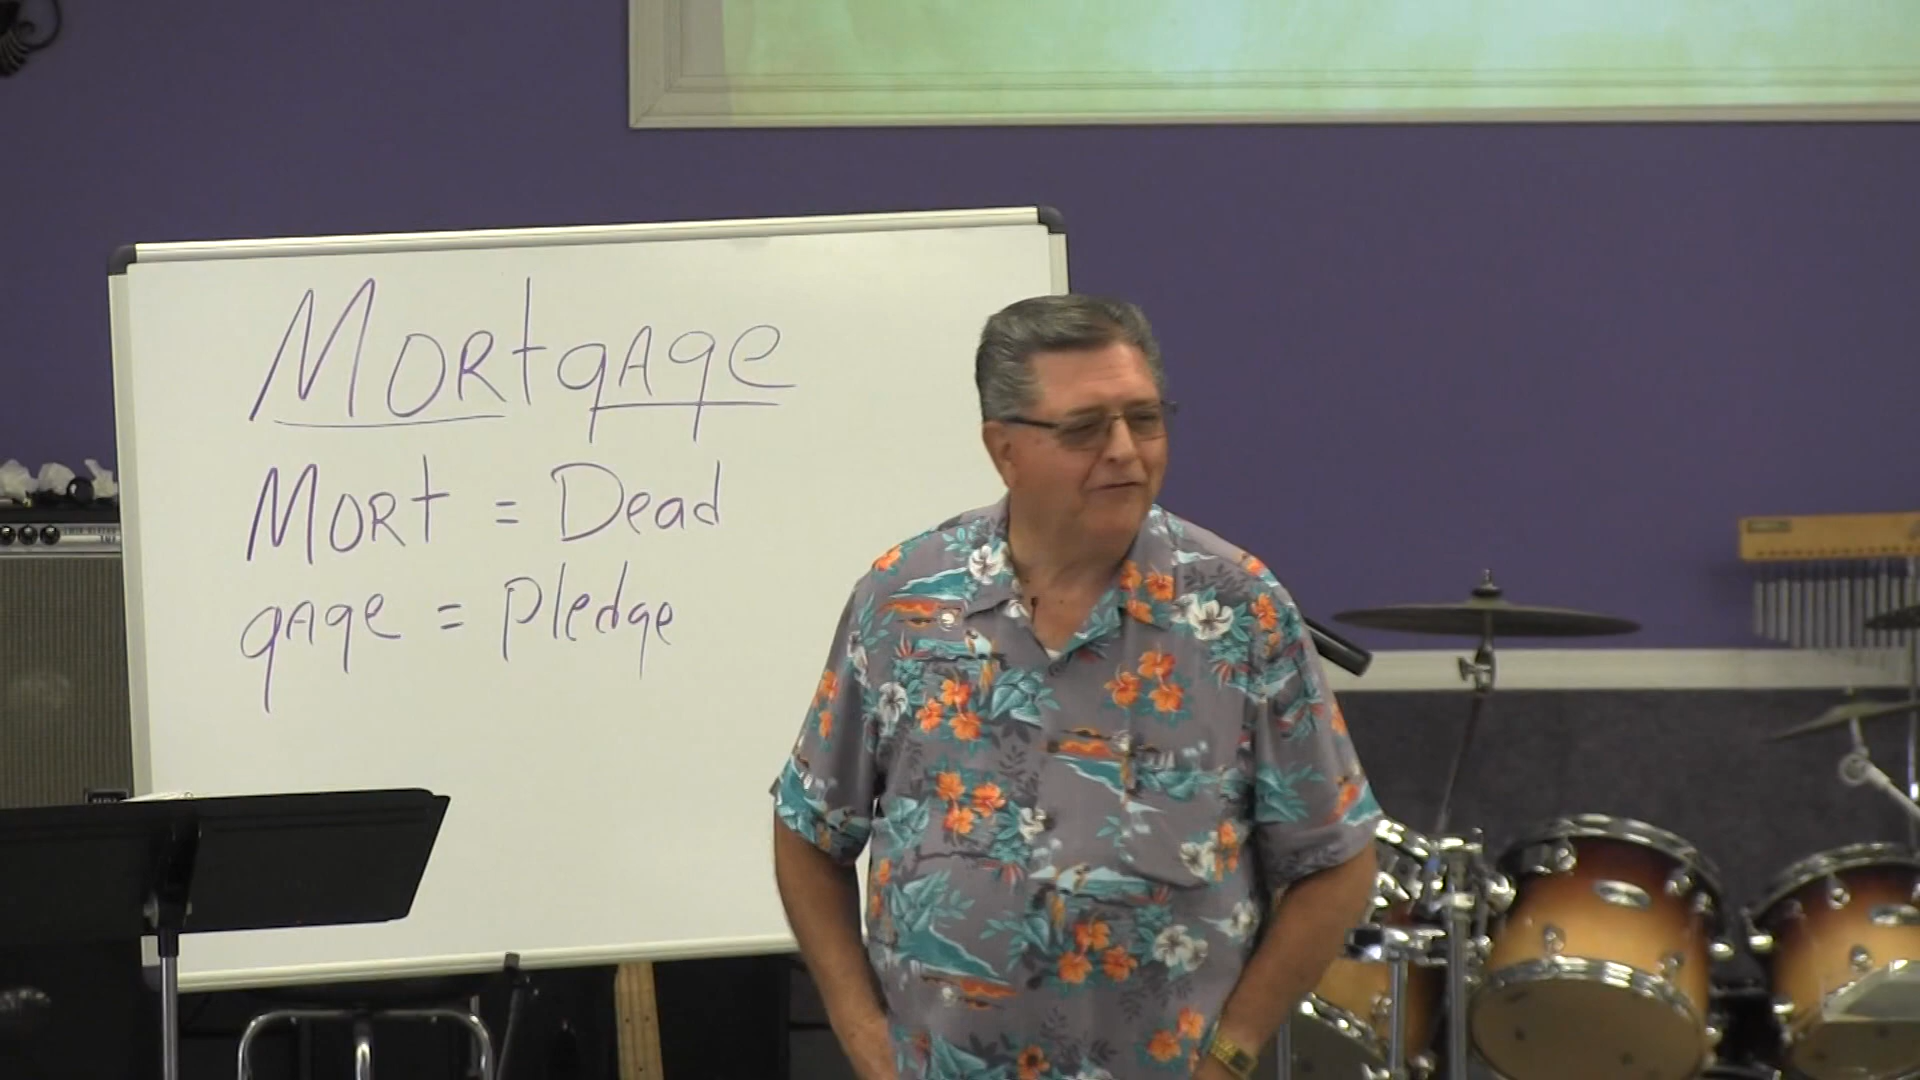 Mortgage
Mort = Dead
gage = Pledge